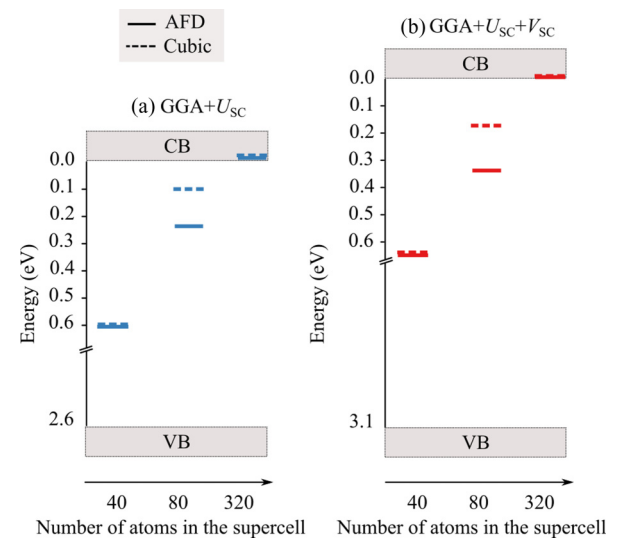 AFD
Cubic
(a) GGA+U_SC
CB
0.0
0.1
0.2
0.3
0.4
0.5
0.6
2.6
VB
Energy (eV)
40 80 320
Number of atoms in the supercell
(b) GGA+U_SC+V_SC
CB
0.0
0.1
0.2
0.3
0.4
0.5
0.6
3.1
VB
Energy (eV)
40 80 320
Number of atoms in the supercell